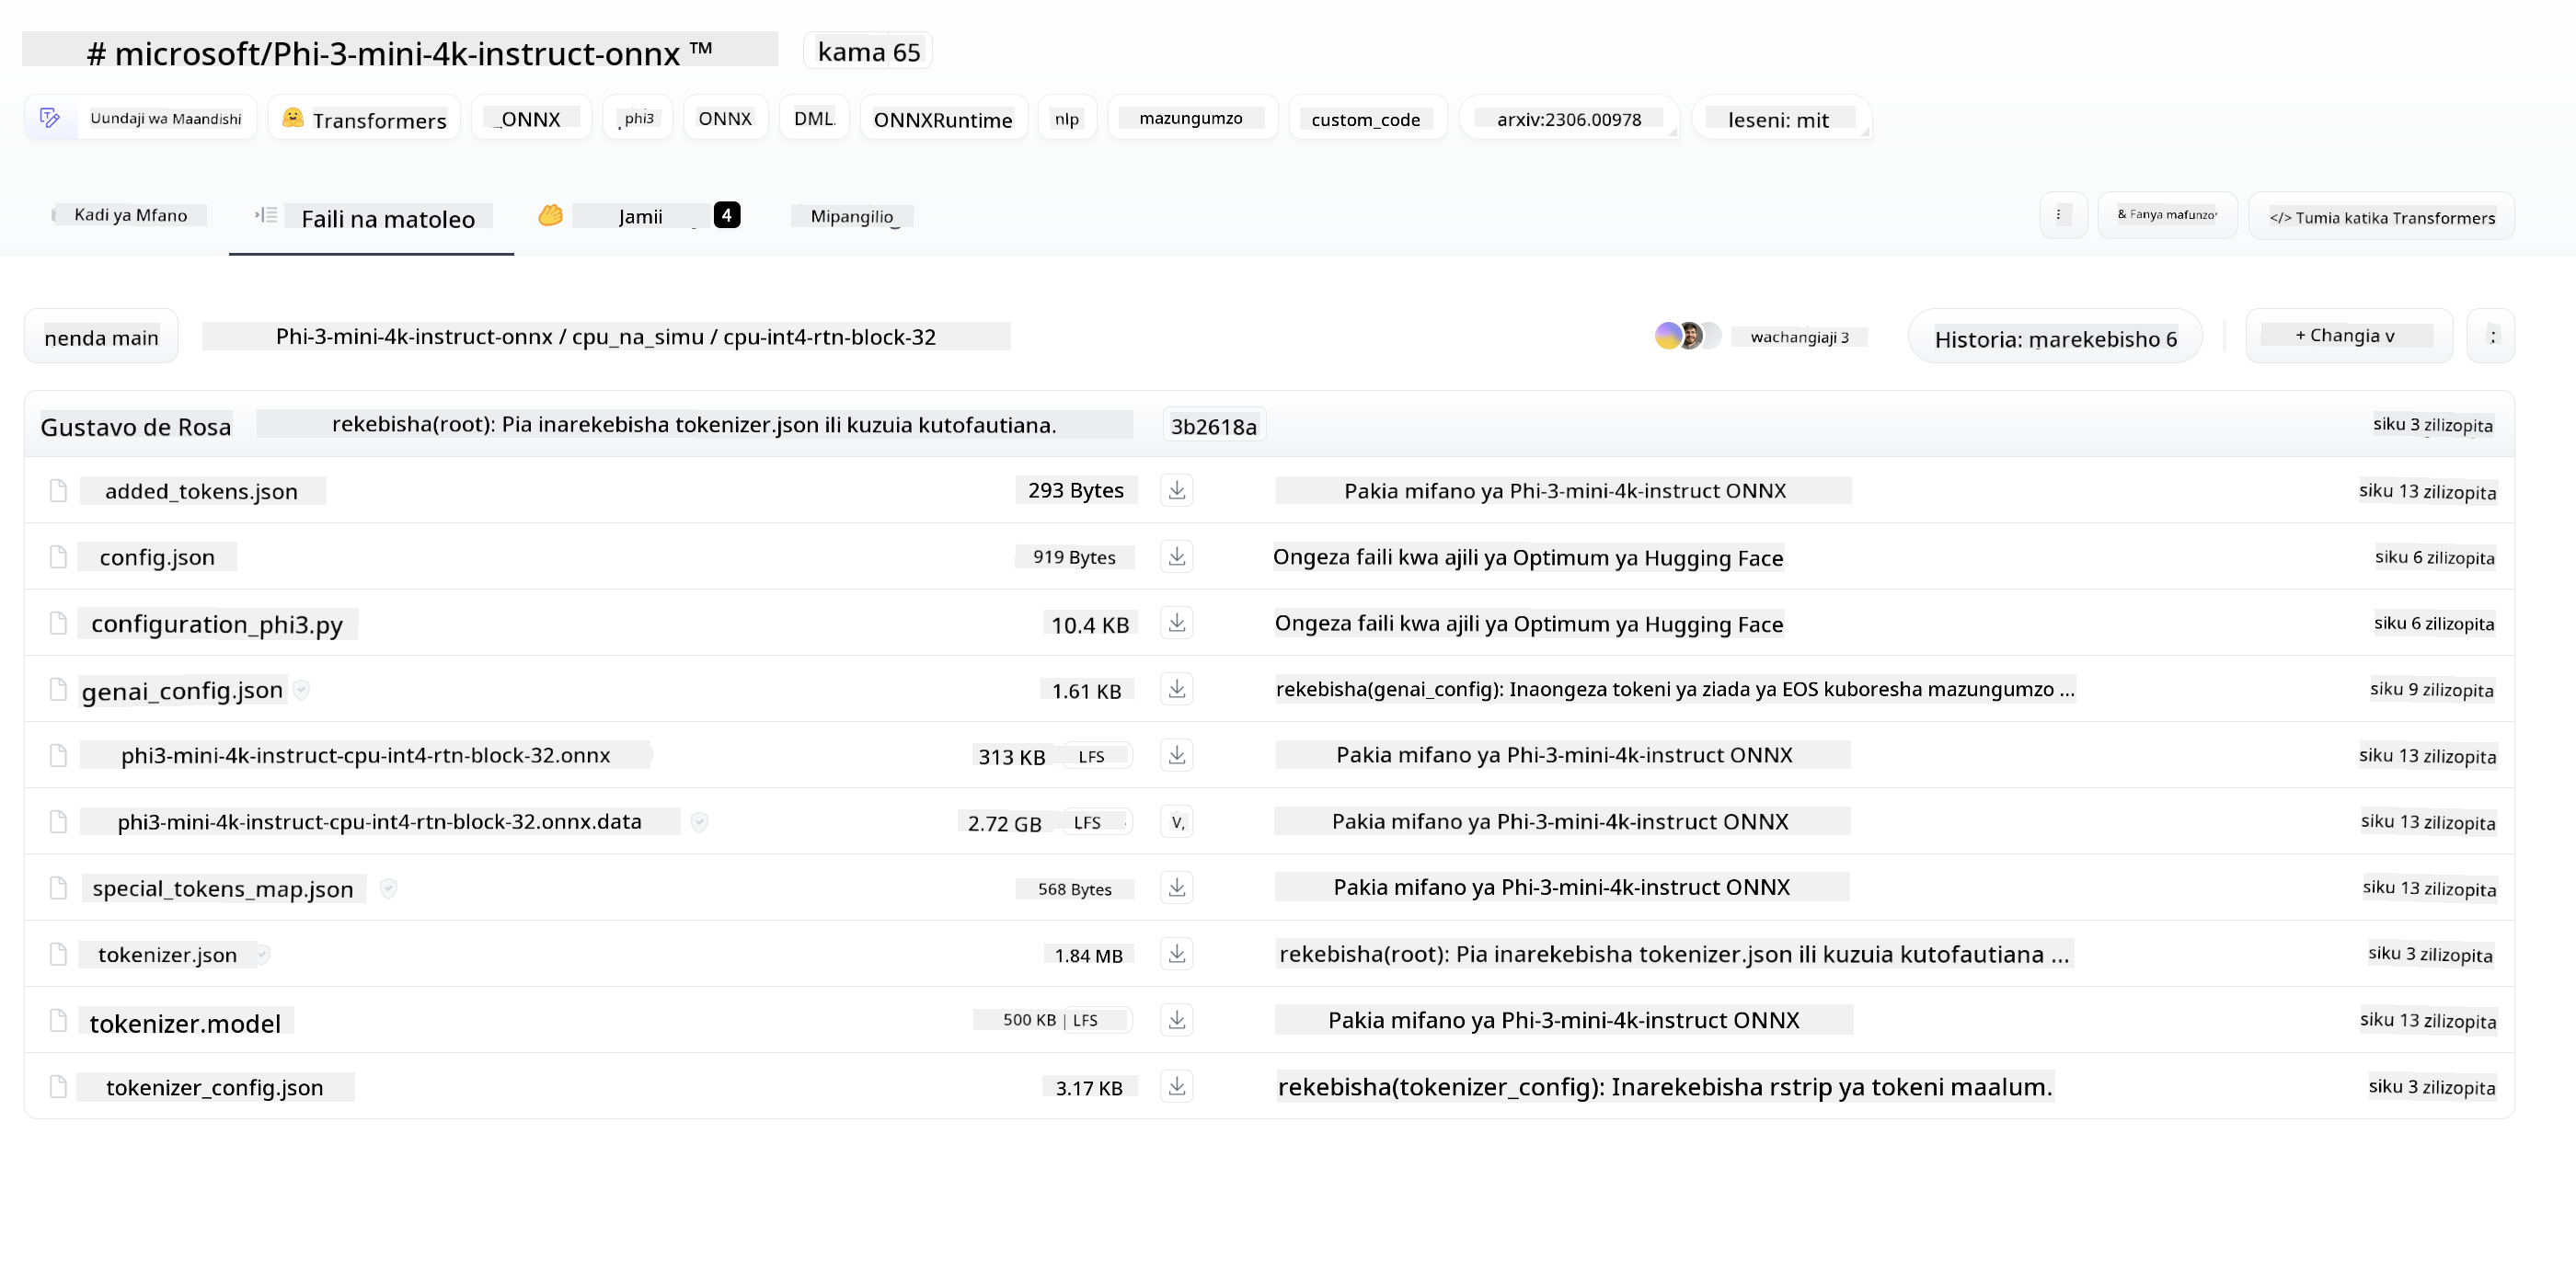 # microsoft/Phi-3-mini-4k-instruct-onnx ™ kama 65
Uundaji wa Maandishi Transformers _ONNX phi3 ONNX DML ONNXRuntime nlp mazungumzo custom_code arxiv:2306.00978 leseni: mit
Kadi ya Mfano Faili na matoleo Jamii 4 Mipangilio & Fanya mafunzo </> Tumia katika Transformers
nenda main Phi-3-mini-4k-instruct-onnx / cpu_na_simu / cpu-int4-rtn-block-32 wachangiaji 3 Historia: marekebisho 6 + Changia v
Gustavo de Rosa rekebisha(root): Pia inarekebisha tokenizer.json ili kuzuia kutofautiana. 3b2618a siku 3 zilizopita
added_tokens.json 293 Bytes Pakia mifano ya Phi-3-mini-4k-instruct ONNX siku 13 zilizopita
config.json 919 Bytes Ongeza faili kwa ajili ya Optimum ya Hugging Face siku 6 zilizopita
configuration_phi3.py 10.4 KB Ongeza faili kwa ajili ya Optimum ya Hugging Face siku 6 zilizopita
genai_config.json 1.61 KB rekebisha(genai_config): Inaongeza tokeni ya ziada ya EOS kuboresha mazungumzo ... siku 9 zilizopita
phi3-mini-4k-instruct-cpu-int4-rtn-block-32.onnx 313 KB LFS Pakia mifano ya Phi-3-mini-4k-instruct ONNX siku 13 zilizopita
phi3-mini-4k-instruct-cpu-int4-rtn-block-32.onnx.data 2.72 GB LFS V, Pakia mifano ya Phi-3-mini-4k-instruct ONNX siku 13 zilizopita
special_tokens_map.json 568 Bytes Pakia mifano ya Phi-3-mini-4k-instruct ONNX siku 13 zilizopita
tokenizer.json 1.84 MB rekebisha(root): Pia inarekebisha tokenizer.json ili kuzuia kutofautiana ... siku 3 zilizopita
tokenizer.model 500 KB | LFS Pakia mifano ya Phi-3-mini-4k-instruct ONNX siku 13 zilizopita
tokenizer_config.json 3.17 KB rekebisha(tokenizer_config): Inarekebisha rstrip ya tokeni maalum. siku 3 zilizopita